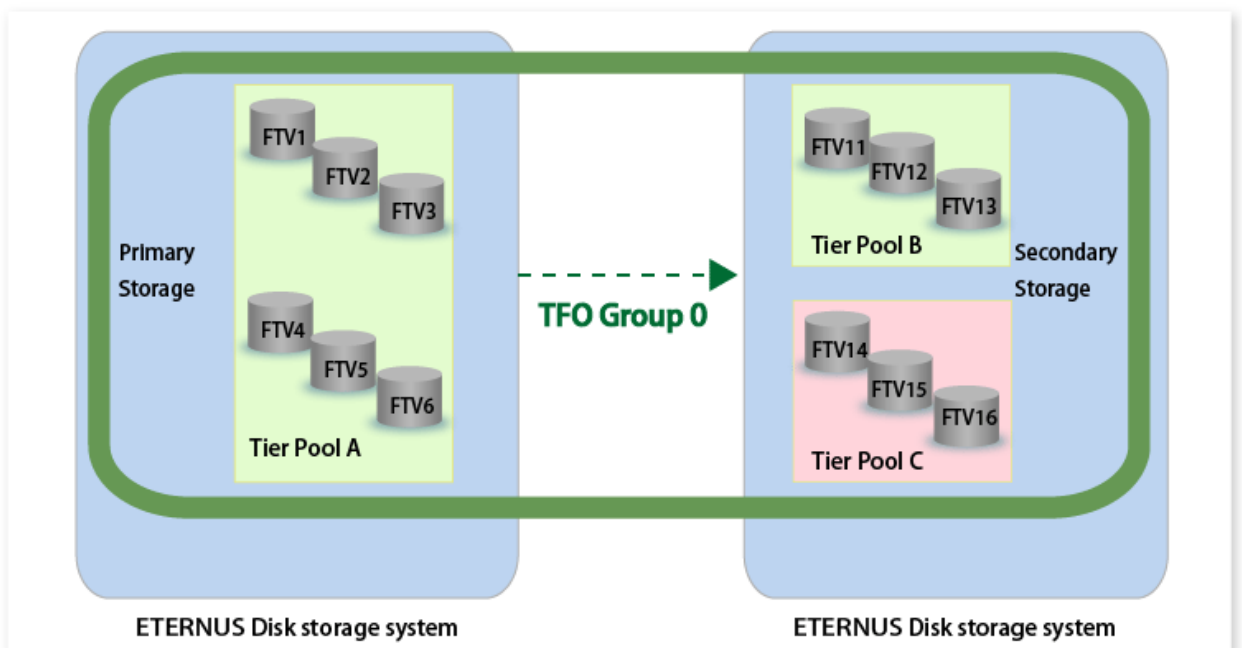 FTV1
FTV2
FTV3
FTV4
FTV5
FTV6
Tier Pool A
Primary
Storage
TFO Group 0
FTV11
FTV12
FTV13
Tier Pool B
Secondary
Storage
FTV14
FTV15
FTV16
Tier Pool C
ETERNUS Disk storage system
ETERNUS Disk storage system